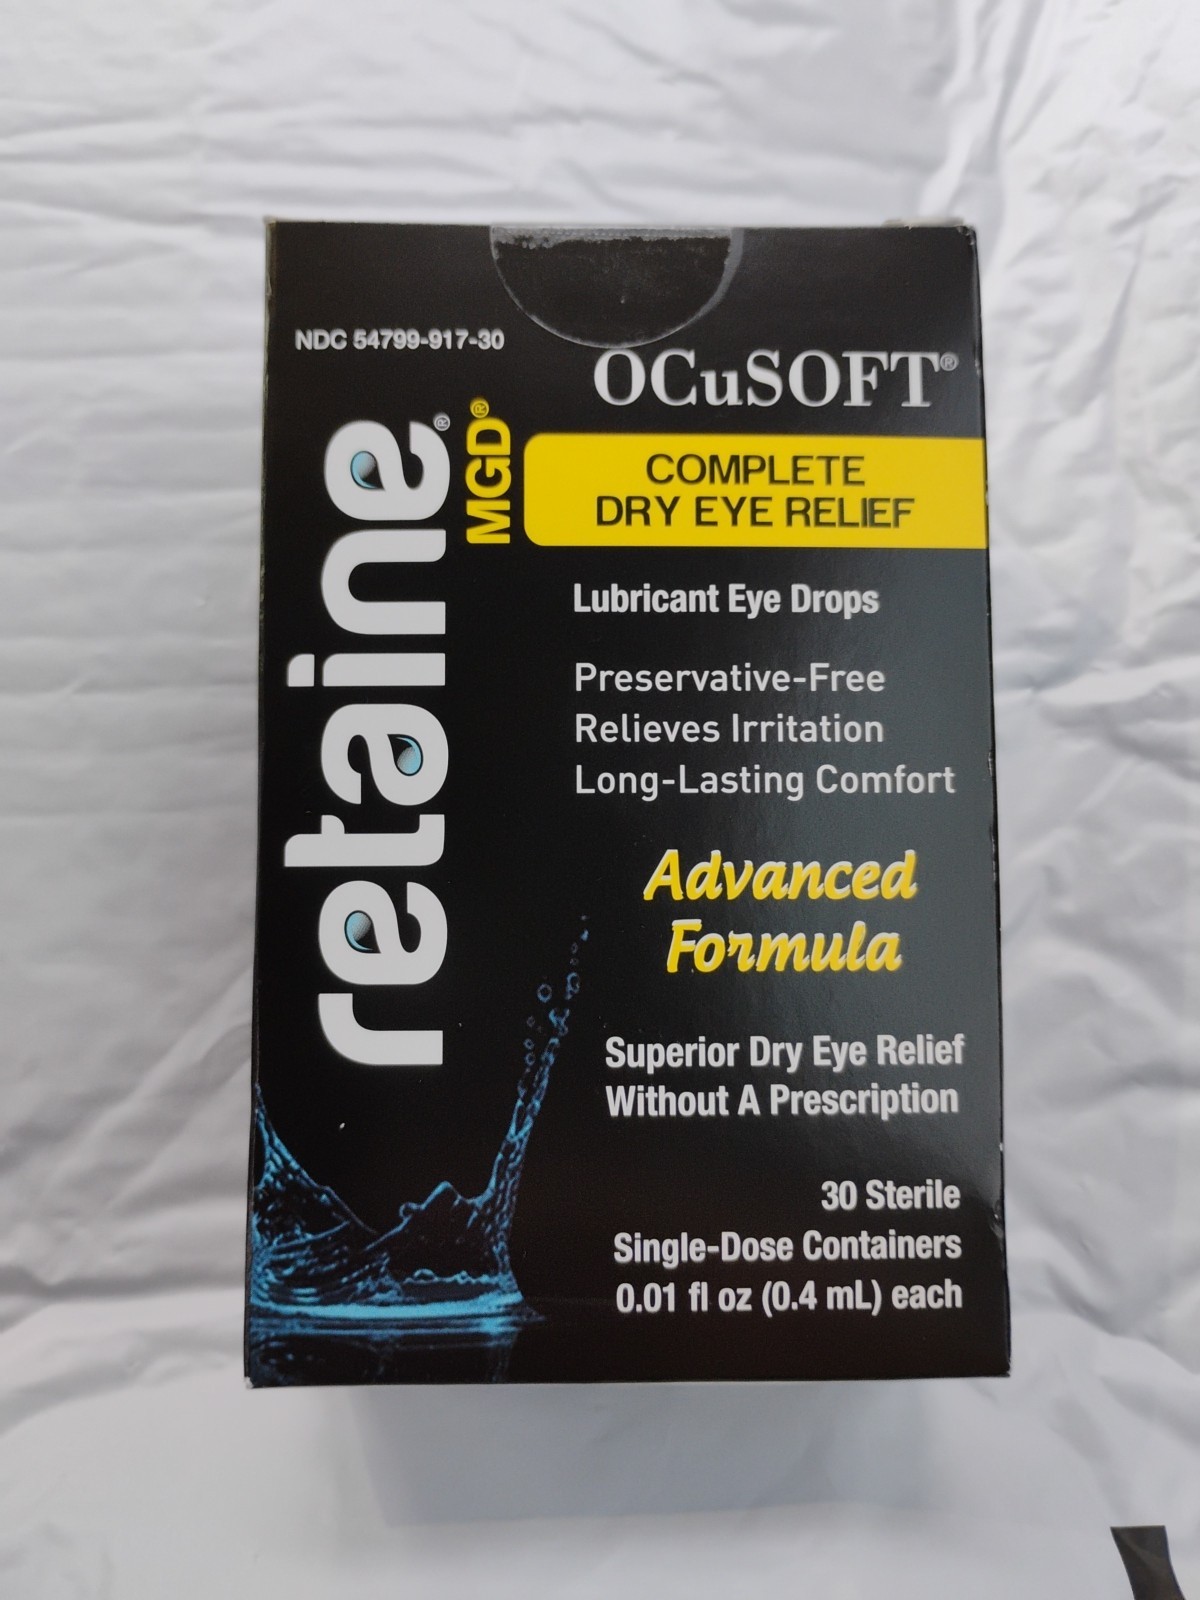 NDC 54799-917-30
OCuSOFT®
retaine®
MGD®
COMPLETE
DRY EYE RELIEF
Lubricant Eye Drops
Preservative-Free
Relieves Irritation
Long-Lasting Comfort
Advanced
Formula
Superior Dry Eye Relief
Without A Prescription
30 Sterile
Single-Dose Containers
0.01 fl oz (0.4 mL) each